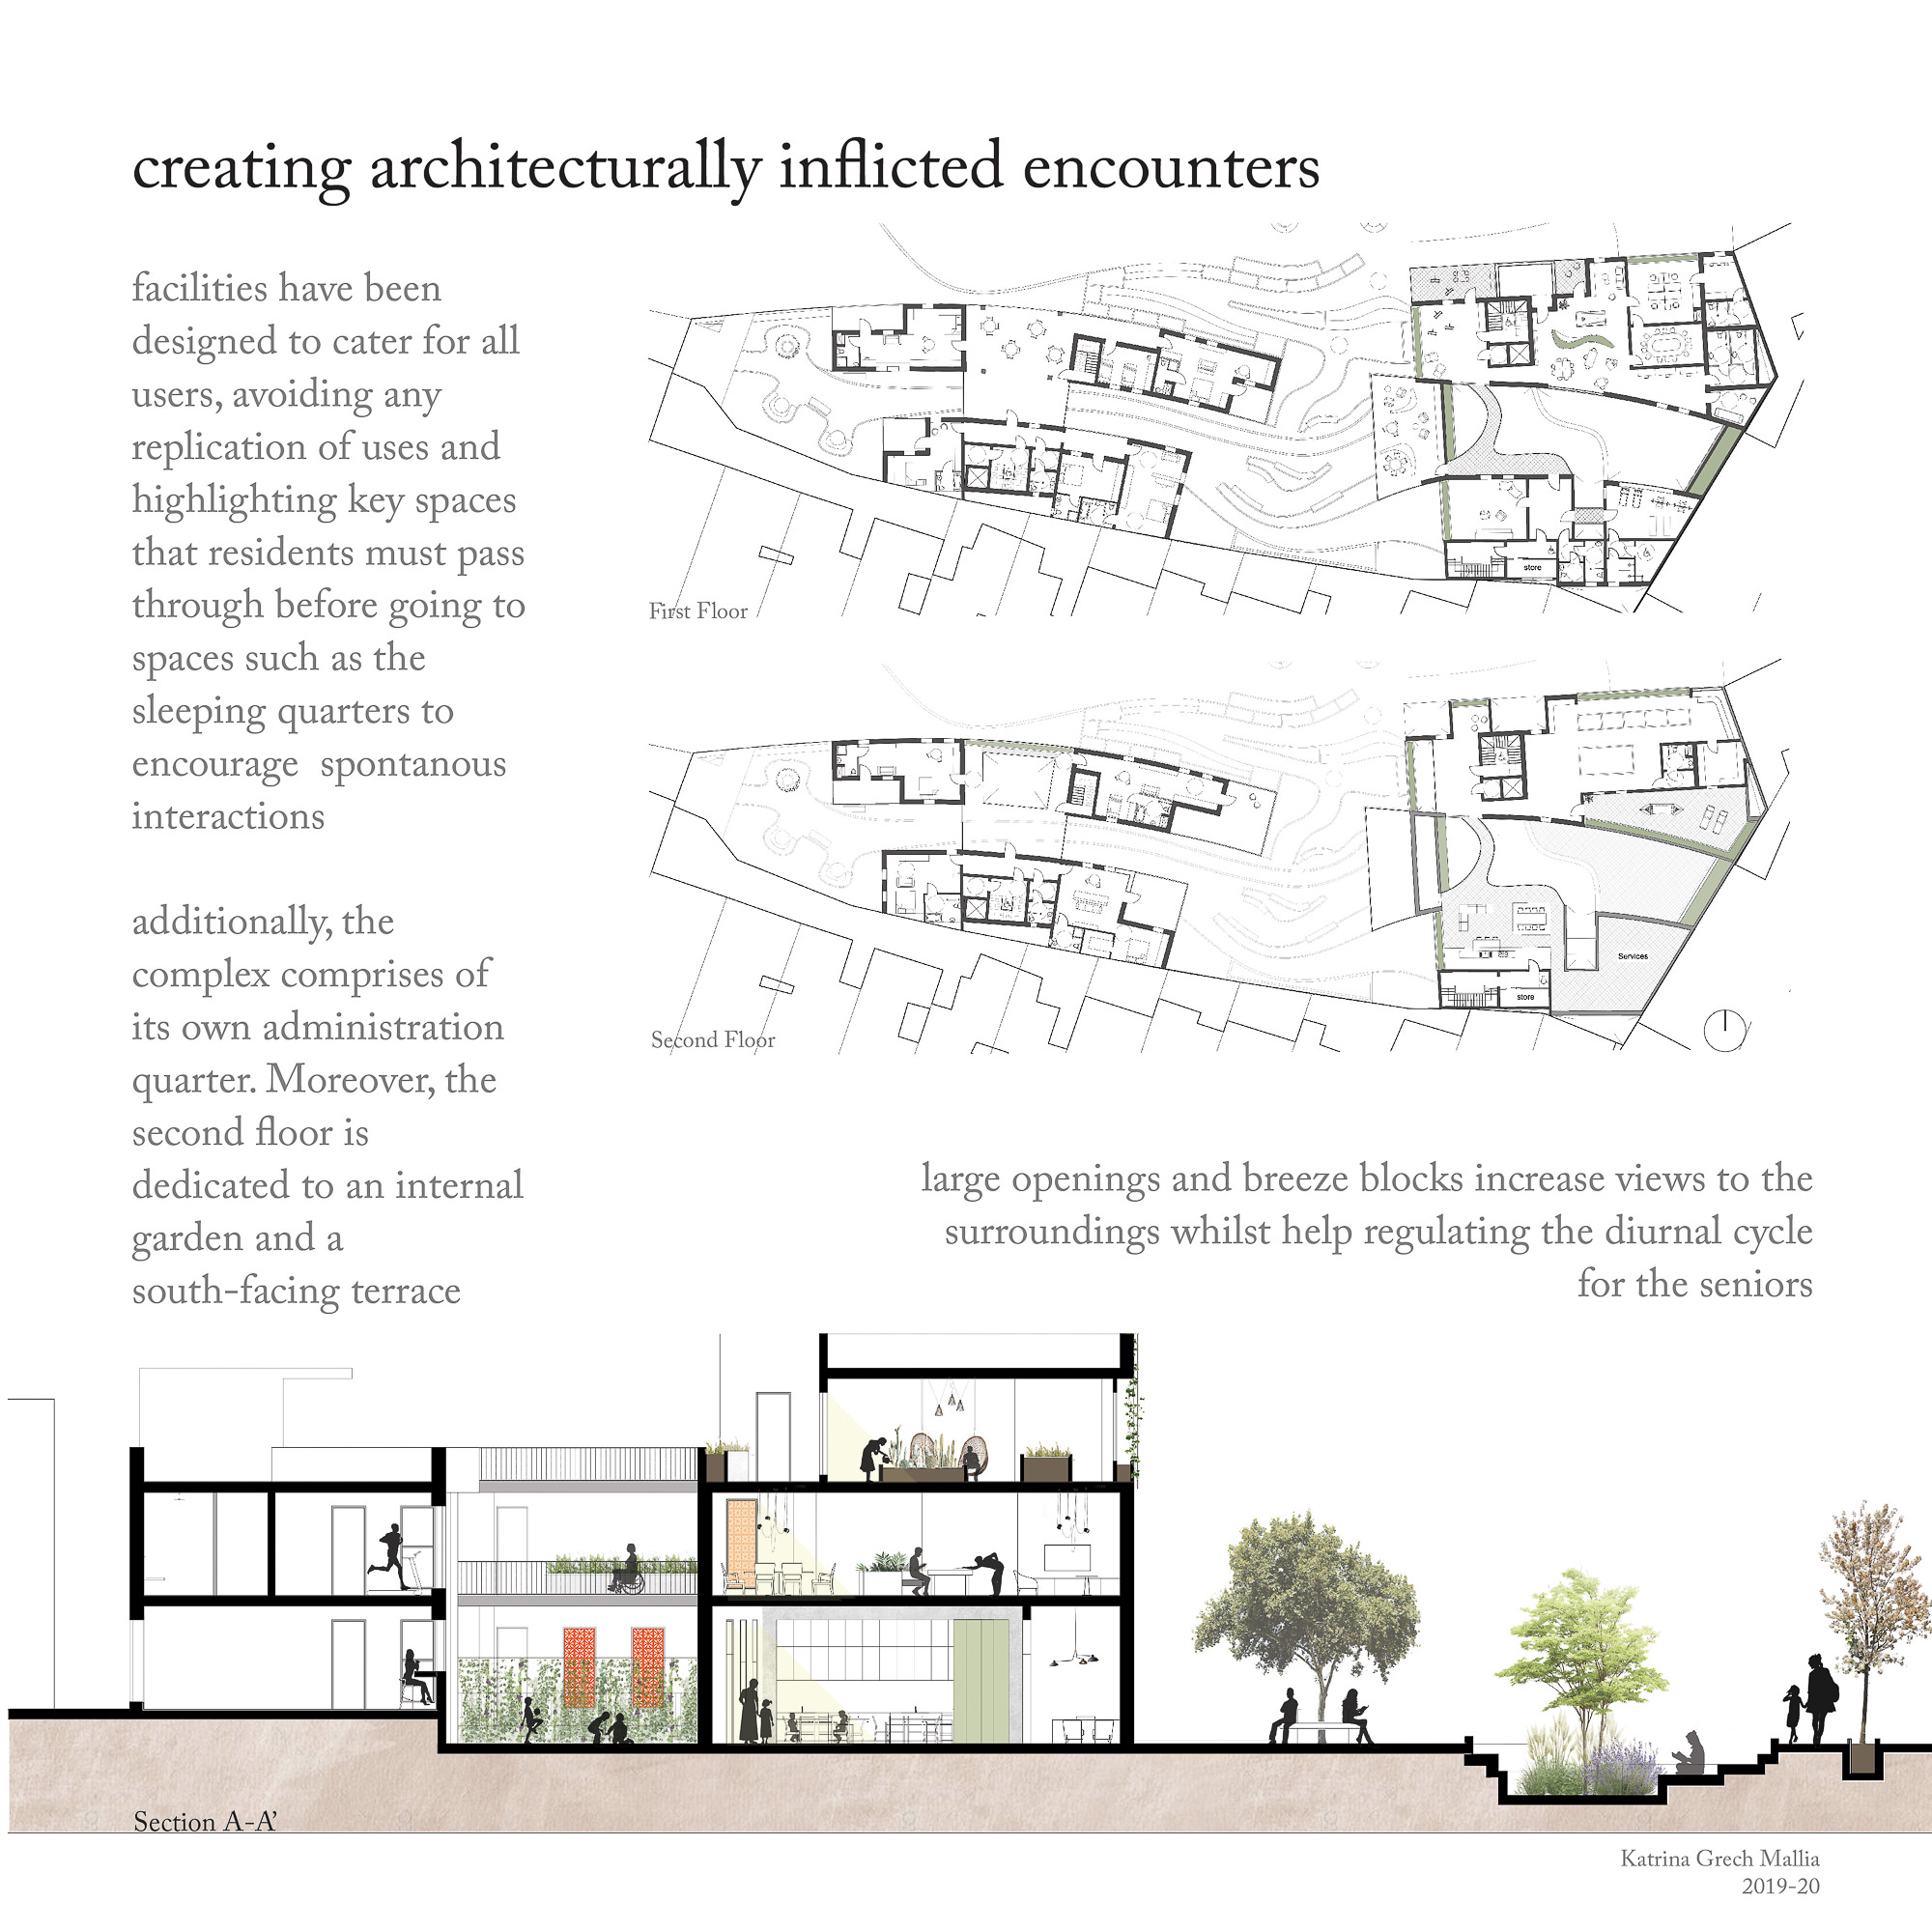 creating architecturally inflicted encounters
facilities have been
designed to cater for all
users, avoiding any
replication of uses and
highlighting key spaces
that residents must pass
through before going to
spaces such as the
sleeping quarters to
encourage spontanous
interactions
additionally, the
complex comprises of
its own administration
quarter. Moreover, the
second floor is
dedicated to an internal
garden and a
south-facing terrace
store
First Floor
Services
store
Second Floor
large openings and breeze blocks increase views to the
surroundings whilst help regulating the diurnal cycle
for the seniors
Section A-A’
Katrina Grech Mallia
2019-20